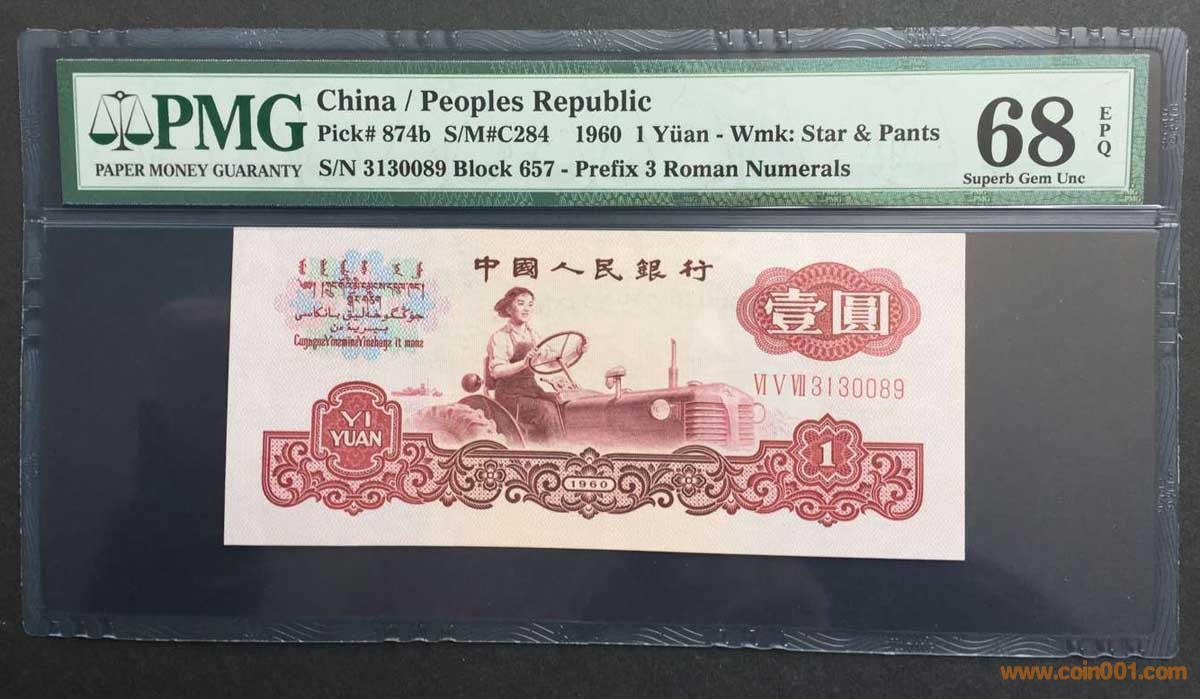 PMG
PAPER MONEY GUARANTY
China / Peoples Republic
Pick# 874b S/M#C284 1960 1 Yüan - Wmk: Star & Pants
S/N 3130089 Block 657 - Prefix 3 Roman Numerals
68
EPQ
Superb Gem Unc
中國人民銀行
壹圓
VI V VII 3130089
YI
YUAN
1960
1
www.coin001.com